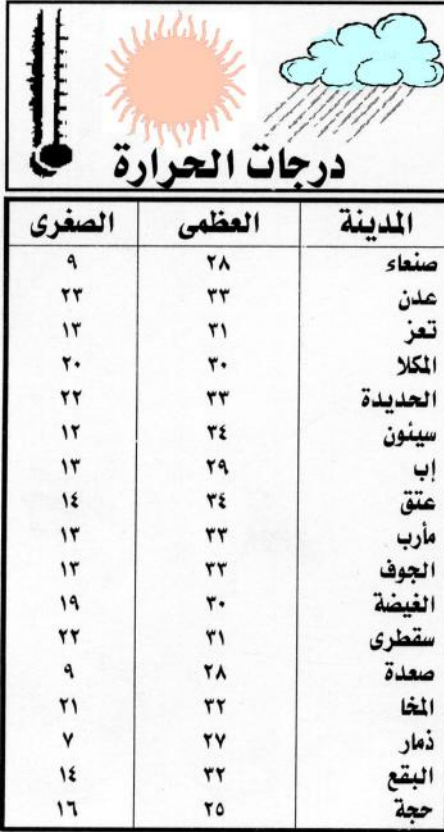 درجات الحرارة
المدينة العظمى الصغرى
صنعاء ٢٨ ٩
عدن ٣٣ ٢٣
تعز ٣١ ١٣
المكلا ٣٠ ٢٠
الحديدة ٣٣ ٢٢
سيئون ٣٤ ١٢
إب ٢٩ ١٣
عتق ٣٤ ١٤
مأرب ٣٣ ١٣
الجوف ٣٣ ١٣
الغيضة ٣٠ ١٩
سقطرى ٣١ ٢٢
صعدة ٢٨ ٩
المخا ٣٢ ٢١
ذمار ٢٧ ٧
البقع ٣٢ ١٤
حجة ٢٥ ١٦